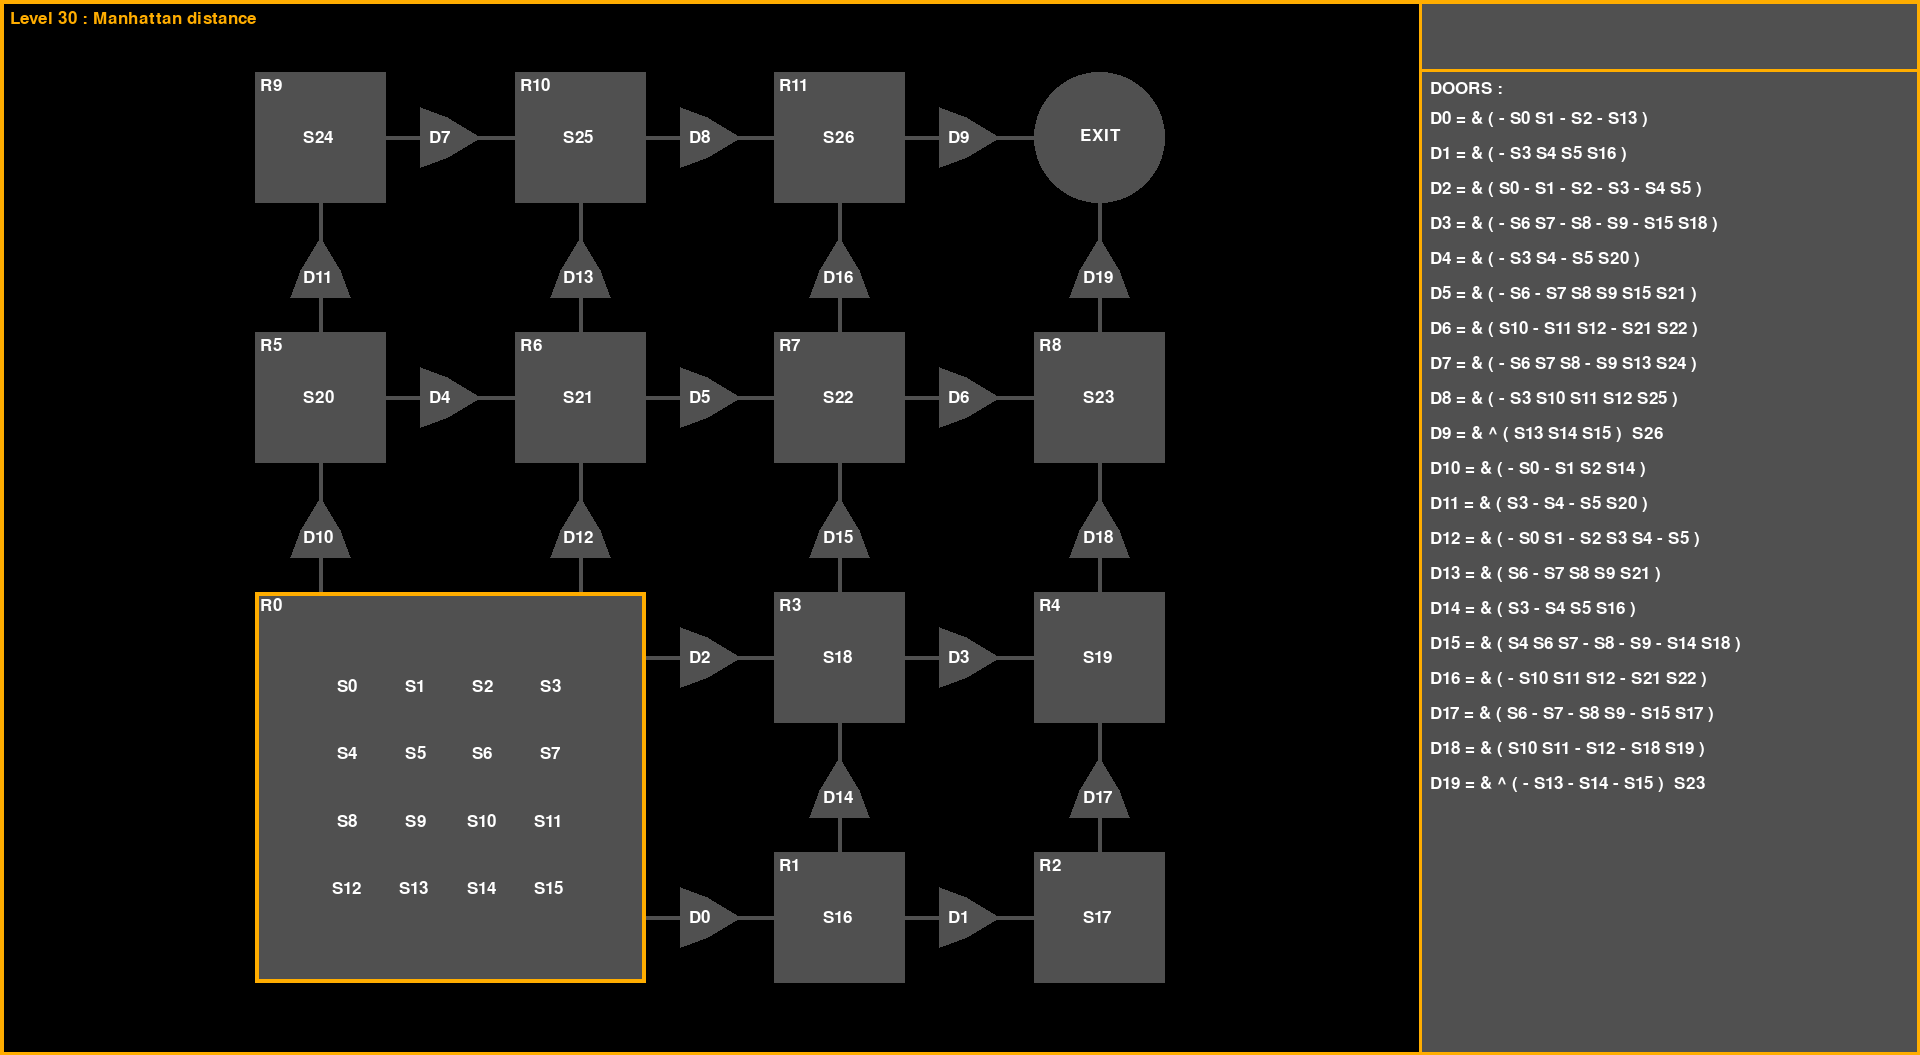 Level 30 : Manhattan distance
R9
R10
R11
S24
D7
S25
D8
S26
D9
EXIT
D11
D13
D16
D19
R5
R6
R7
R8
S20
D4
S21
D5
S22
D6
S23
D10
D12
D15
D18
R0
R3
R4
D2
S18
D3
S19
S0 S1 S2 S3
S4 S5 S6 S7
S8 S9 S10 S11
S12 S13 S14 S15
D14
D17
R1
R2
D0
S16
D1
S17
DOORS :
D0 = & ( - S0 S1 - S2 - S13 )
D1 = & ( - S3 S4 S5 S16 )
D2 = & ( S0 - S1 - S2 - S3 - S4 S5 )
D3 = & ( - S6 S7 - S8 - S9 - S15 S18 )
D4 = & ( - S3 S4 - S5 S20 )
D5 = & ( - S6 - S7 S8 S9 S15 S21 )
D6 = & ( S10 - S11 S12 - S21 S22 )
D7 = & ( - S6 S7 S8 - S9 S13 S24 )
D8 = & ( - S3 S10 S11 S12 S25 )
D9 = & ^ ( S13 S14 S15 ) S26
D10 = & ( - S0 - S1 S2 S14 )
D11 = & ( S3 - S4 - S5 S20 )
D12 = & ( - S0 S1 - S2 S3 S4 - S5 )
D13 = & ( S6 - S7 S8 S9 S21 )
D14 = & ( S3 - S4 S5 S16 )
D15 = & ( S4 S6 S7 - S8 - S9 - S14 S18 )
D16 = & ( - S10 S11 S12 - S21 S22 )
D17 = & ( S6 - S7 - S8 S9 - S15 S17 )
D18 = & ( S10 S11 - S12 - S18 S19 )
D19 = & ^ ( - S13 - S14 - S15 ) S23